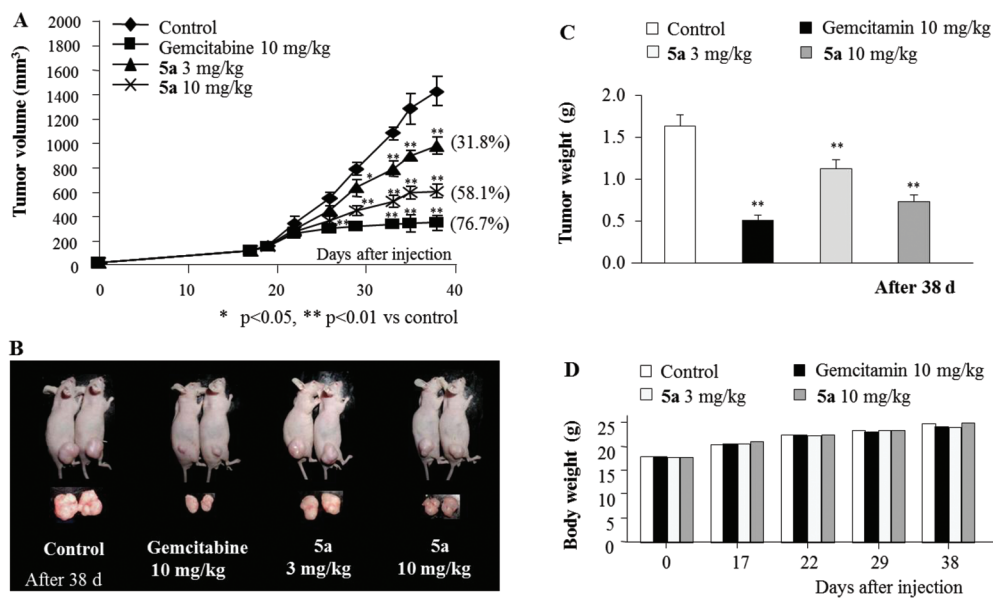 A
Tumor volume (mm³)
2000
1800
1600
1400
1200
1000
800
600
400
200
0
Control
Gemcitabine 10 mg/kg
5a 3 mg/kg
5a 10 mg/kg
**
**
**
*
(31.8%)
**
**
**
**
(58.1%)
**
**
**
**
(76.7%)
Days after injection
0 10 20 30 40
* p<0.05, ** p<0.01 vs control
B
Control
After 38 d
Gemcitabine
10 mg/kg
5a
3 mg/kg
5a
10 mg/kg
C
Control
Gemcitamin 10 mg/kg
5a 3 mg/kg
5a 10 mg/kg
Tumor weight (g)
2.0
1.5
1.0
0.5
0.0
**
**
**
After 38 d
D
Control
Gemcitamin 10 mg/kg
5a 3 mg/kg
5a 10 mg/kg
Body weight (g)
25
20
15
10
5
0
0 17 22 29 38
Days after injection